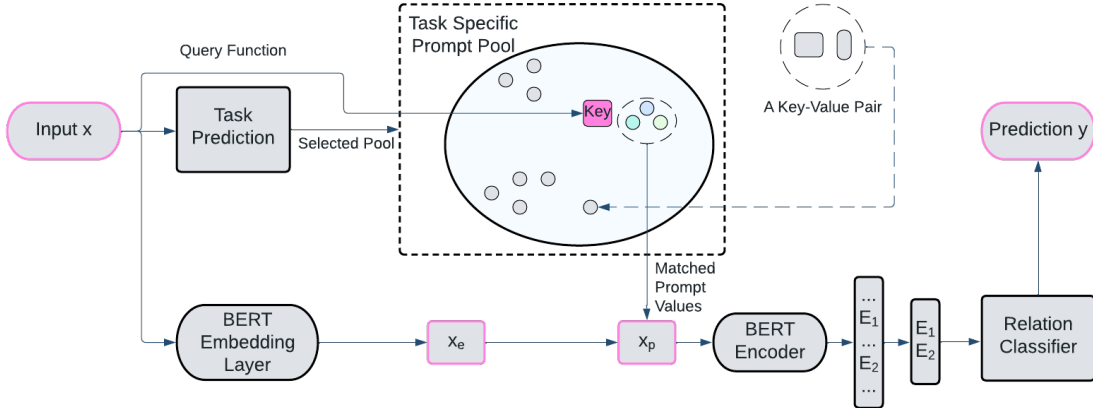 Task Specific
Prompt Pool
Query Function
Key
A Key-Value Pair
Input x
Task
Prediction
Selected Pool
Prediction y
Matched
Prompt
Values
BERT
Embedding
Layer
xₑ
xₚ
BERT
Encoder
...
E₁
...
E₂
...
E₁
E₂
Relation
Classifier